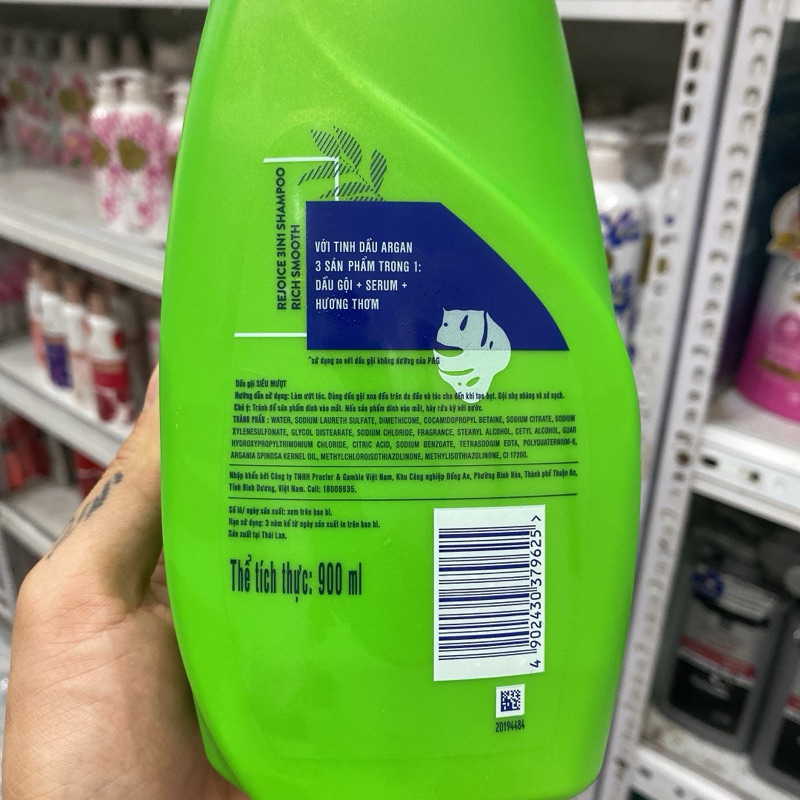 REJOICE 3IN1 SHAMPOO
RICH SMOOTH
VỚI TINH DẦU ARGAN
3 SẢN PHẨM TRONG 1:
DẦU GỘI + SERUM +
HƯƠNG THƠM
*sử dụng so với dầu gội không dưỡng của P&G
Dầu gội SIÊU MƯỢT
Hướng dẫn sử dụng: Làm ướt tóc. Dùng dầu gội xoa đều trên da đầu và tóc cho đến khi tạo bọt. Gội nhẹ nhàng và xả sạch.
Chú ý: Tránh để sản phẩm dính vào mắt. Nếu sản phẩm dính vào mắt, hãy rửa kỹ với nước.
THÀNH PHẦN: WATER, SODIUM LAURETH SULFATE, DIMETHICONE, COCAMIDOPROPYL BETAINE, SODIUM CITRATE, SODIUM
XYLENESULFONATE, GLYCOL DISTEARATE, SODIUM CHLORIDE, FRAGRANCE, STEARYL ALCOHOL, CETYL ALCOHOL, GUAR
HYDROXYPROPYLTRIMONIUM CHLORIDE, CITRIC ACID, SODIUM BENZOATE, TETRASODIUM EDTA, POLYQUATERNIUM-6,
ARGANIA SPINOSA KERNEL OIL, METHYLCHLOROISOTHIAZOLINONE, METHYLISOTHIAZOLINONE, CI 17200.
Nhập khẩu bởi Công ty TNHH Procter & Gamble Việt Nam, Khu Công nghiệp Đồng An, Phường Bình Hòa, Thành phố Thuận An,
Tỉnh Bình Dương, Việt Nam. Call: 18006935.
Số lô/ ngày sản xuất: xem trên bao bì.
Hạn sử dụng: 3 năm kể từ ngày sản xuất in trên bao bì.
Sản xuất tại Thái Lan.
Thể tích thực: 900 ml
4 902430 379625 >
20194484